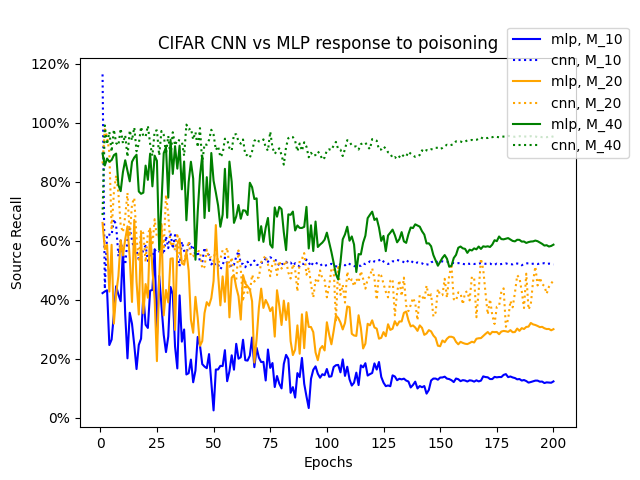 CIFAR CNN vs MLP response to poisoning
mlp, M_10
cnn, M_10
mlp, M_20
cnn, M_20
mlp, M_40
cnn, M_40
Source Recall
120%
100%
80%
60%
40%
20%
0%
0 25 50 75 100 125 150 175 200
Epochs